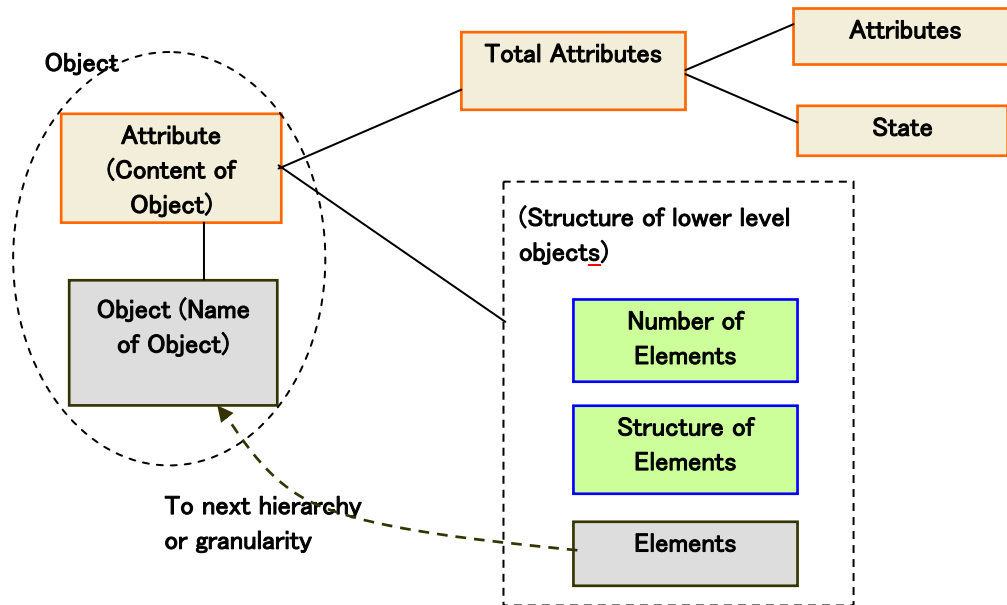 Object
Attribute
(Content of
Object)
Object (Name
of Object)
Total Attributes
Attributes
State
(Structure of lower level
objects)
Number of
Elements
Structure of
Elements
Elements
To next hierarchy
or granularity